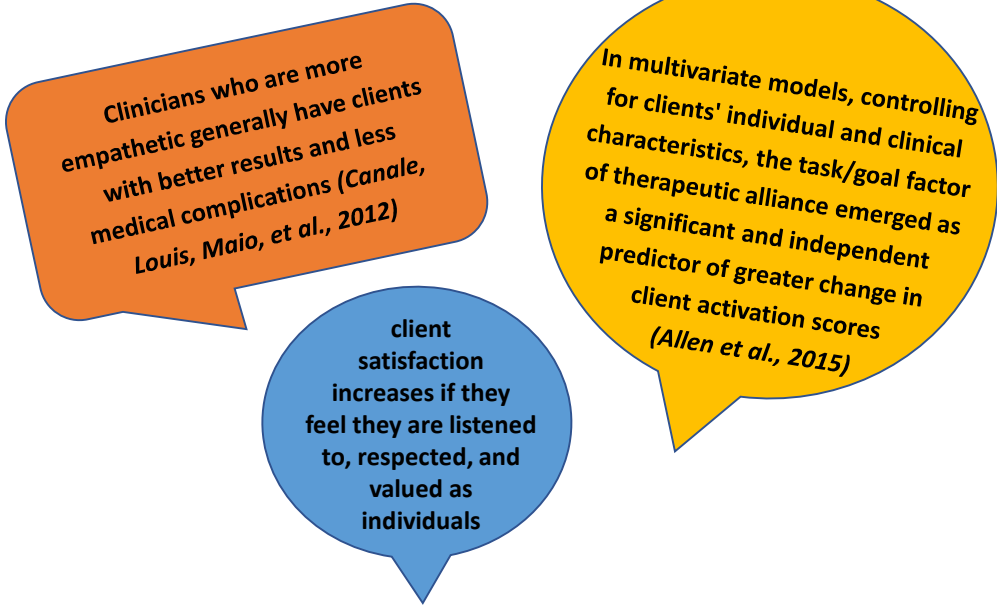 Clinicians who are more
empathetic generally have clients
with better results and less
medical complications (Canale,
Louis, Maio, et al., 2012)
In multivariate models, controlling
for clients' individual and clinical
characteristics, the task/goal factor
of therapeutic alliance emerged as
a significant and independent
predictor of greater change in
client activation scores
(Allen et al., 2015)
client
satisfaction
increases if they
feel they are listened
to, respected, and
valued as
individuals